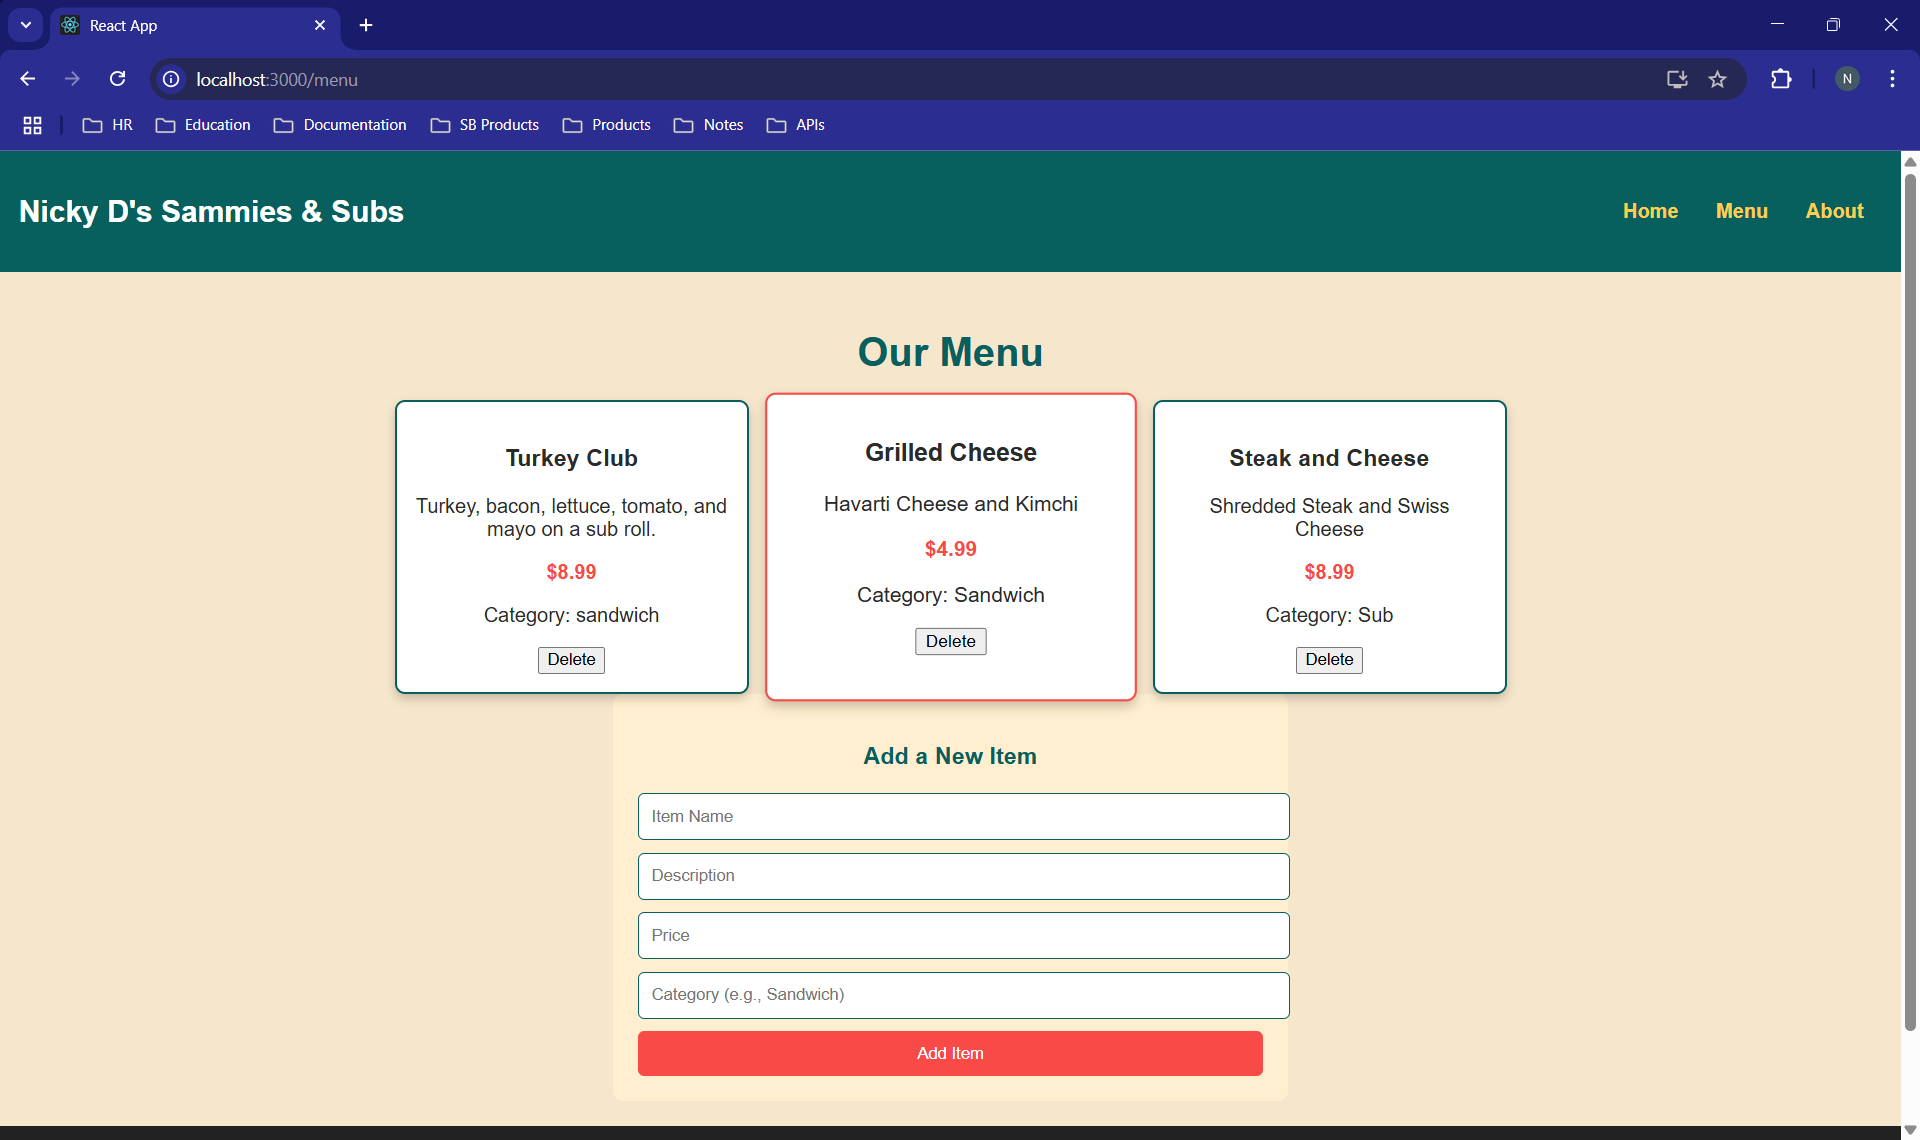 React App
localhost:3000/menu
N
HR
Education
Documentation
SB Products
Products
Notes
APIs
Nicky D's Sammies & Subs
Home
Menu
About
Our Menu
Turkey Club
Turkey, bacon, lettuce, tomato, and
mayo on a sub roll.
$8.99
Category: sandwich
Delete
Grilled Cheese
Havarti Cheese and Kimchi
$4.99
Category: Sandwich
Delete
Steak and Cheese
Shredded Steak and Swiss
Cheese
$8.99
Category: Sub
Delete
Add a New Item
Item Name
Description
Price
Category (e.g., Sandwich)
Add Item